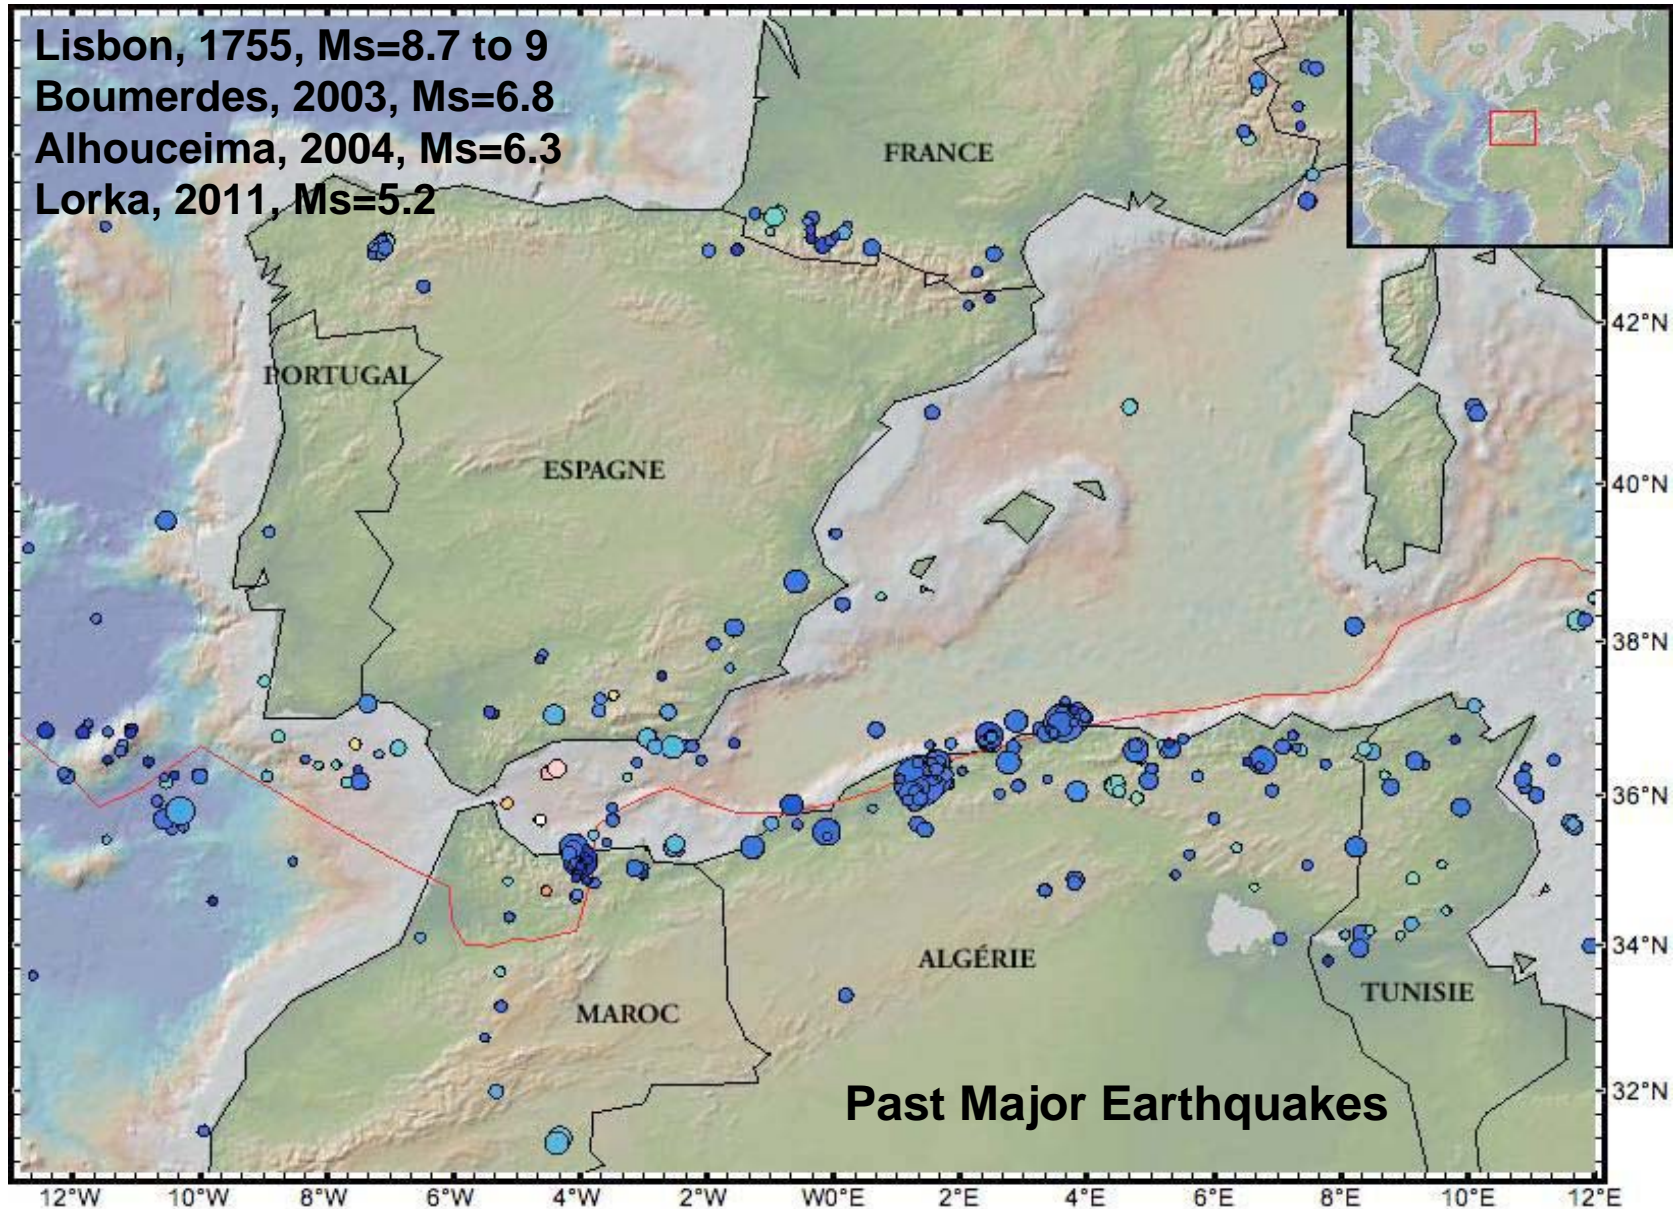 Lisbon, 1755, Ms=8.7 to 9
Boumerdes, 2003, Ms=6.8
Alhouceima, 2004, Ms=6.3
Lorka, 2011, Ms=5.2
FRANCE
42°N
PORTUGAL
ESPAGNE
40°N
38°N
36°N
34°N
ALGÉRIE
TUNISIE
MAROC
32°N
Past Major Earthquakes
12°W 10°W 8°W 6°W 4°W 2°W W0°E 2°E 4°E 6°E 8°E 10°E 12°E